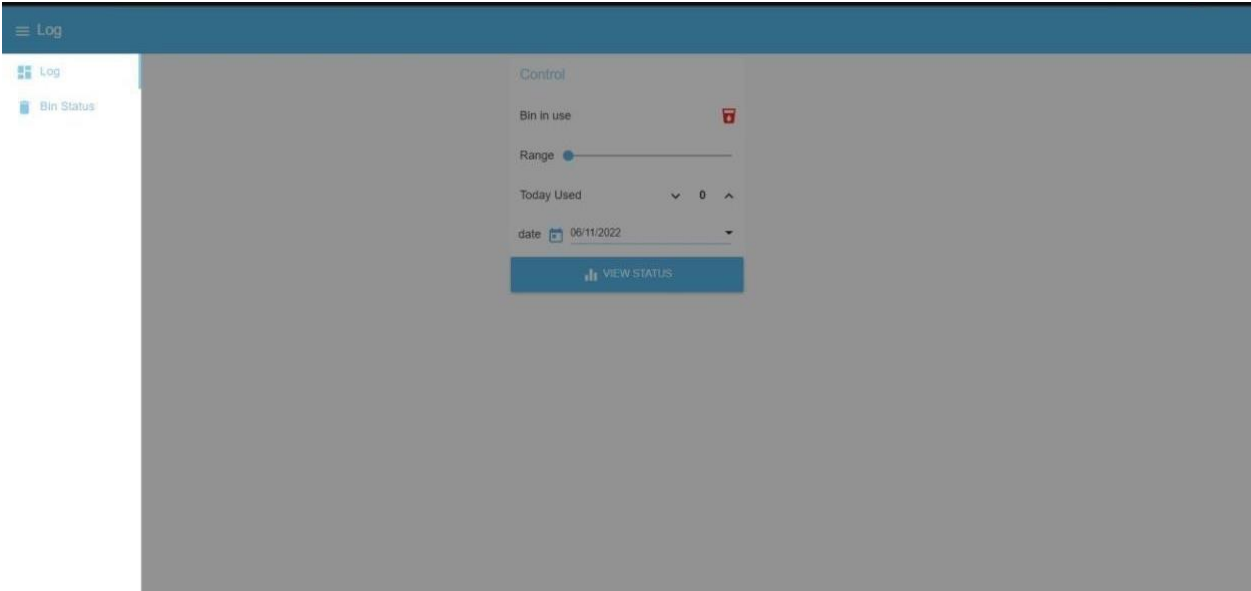 Log
Log
Bin Status
Control
Bin in use
Range
Today Used 0
date 06/11/2022
VIEW STATUS